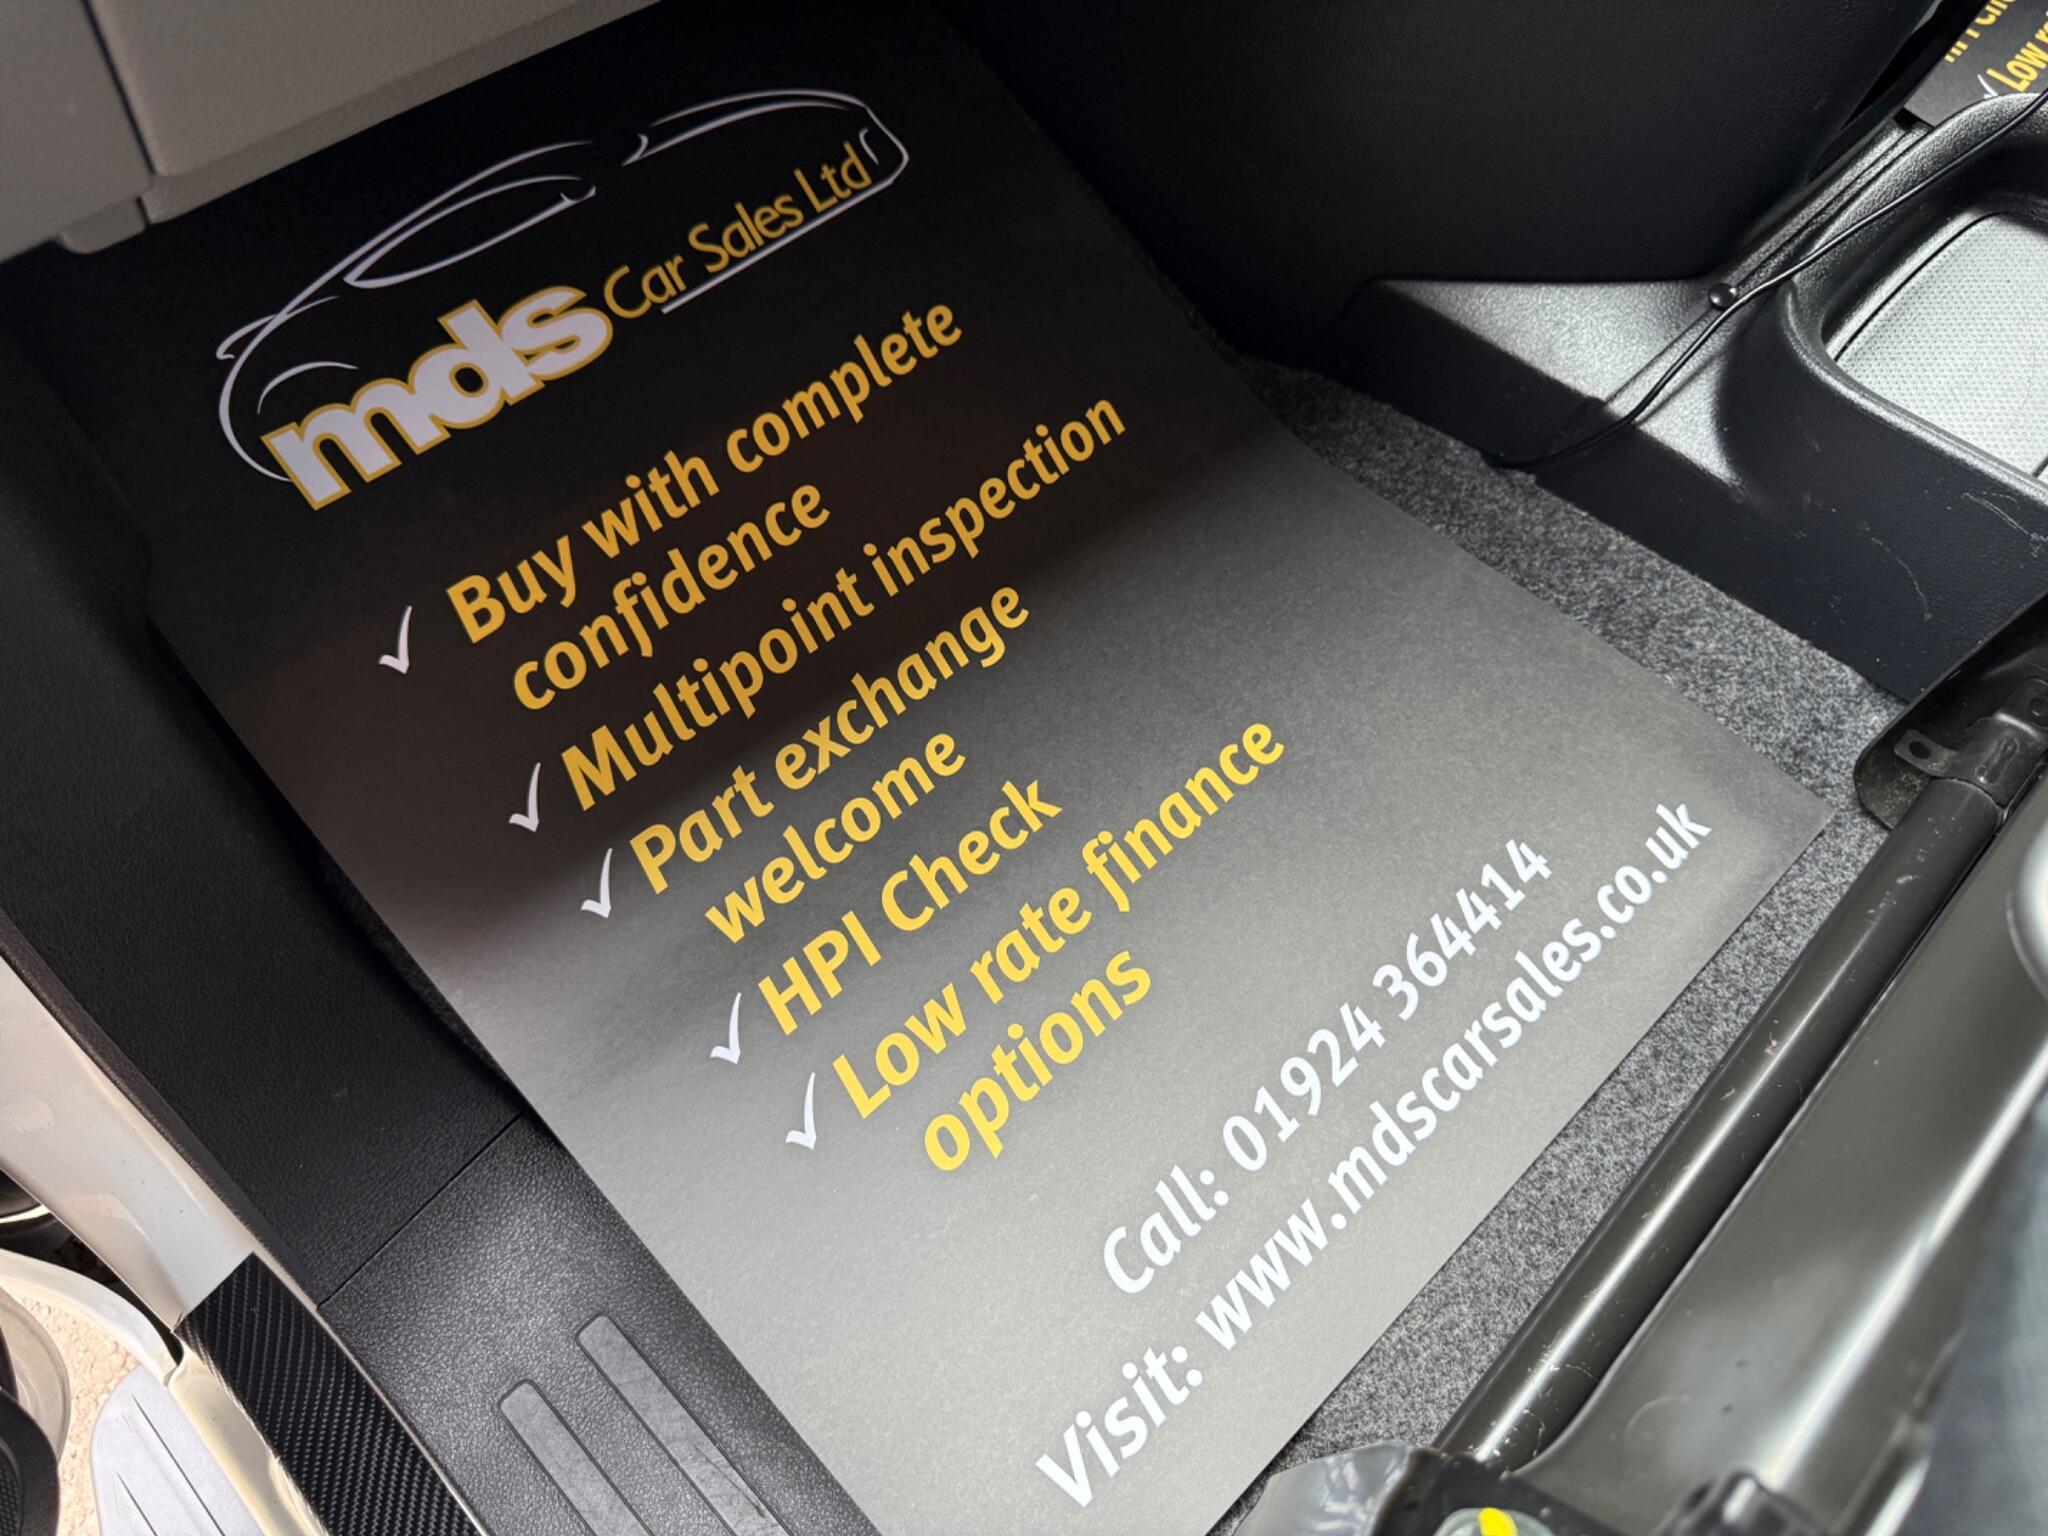 mds Car Sales Ltd
✓ Buy with complete
confidence
✓ Multipoint inspection
✓ Part exchange
welcome
✓ HPI Check
✓ Low rate finance
options
Call: 01924 364414
Visit: www.mdscarsales.co.uk
✓ Low